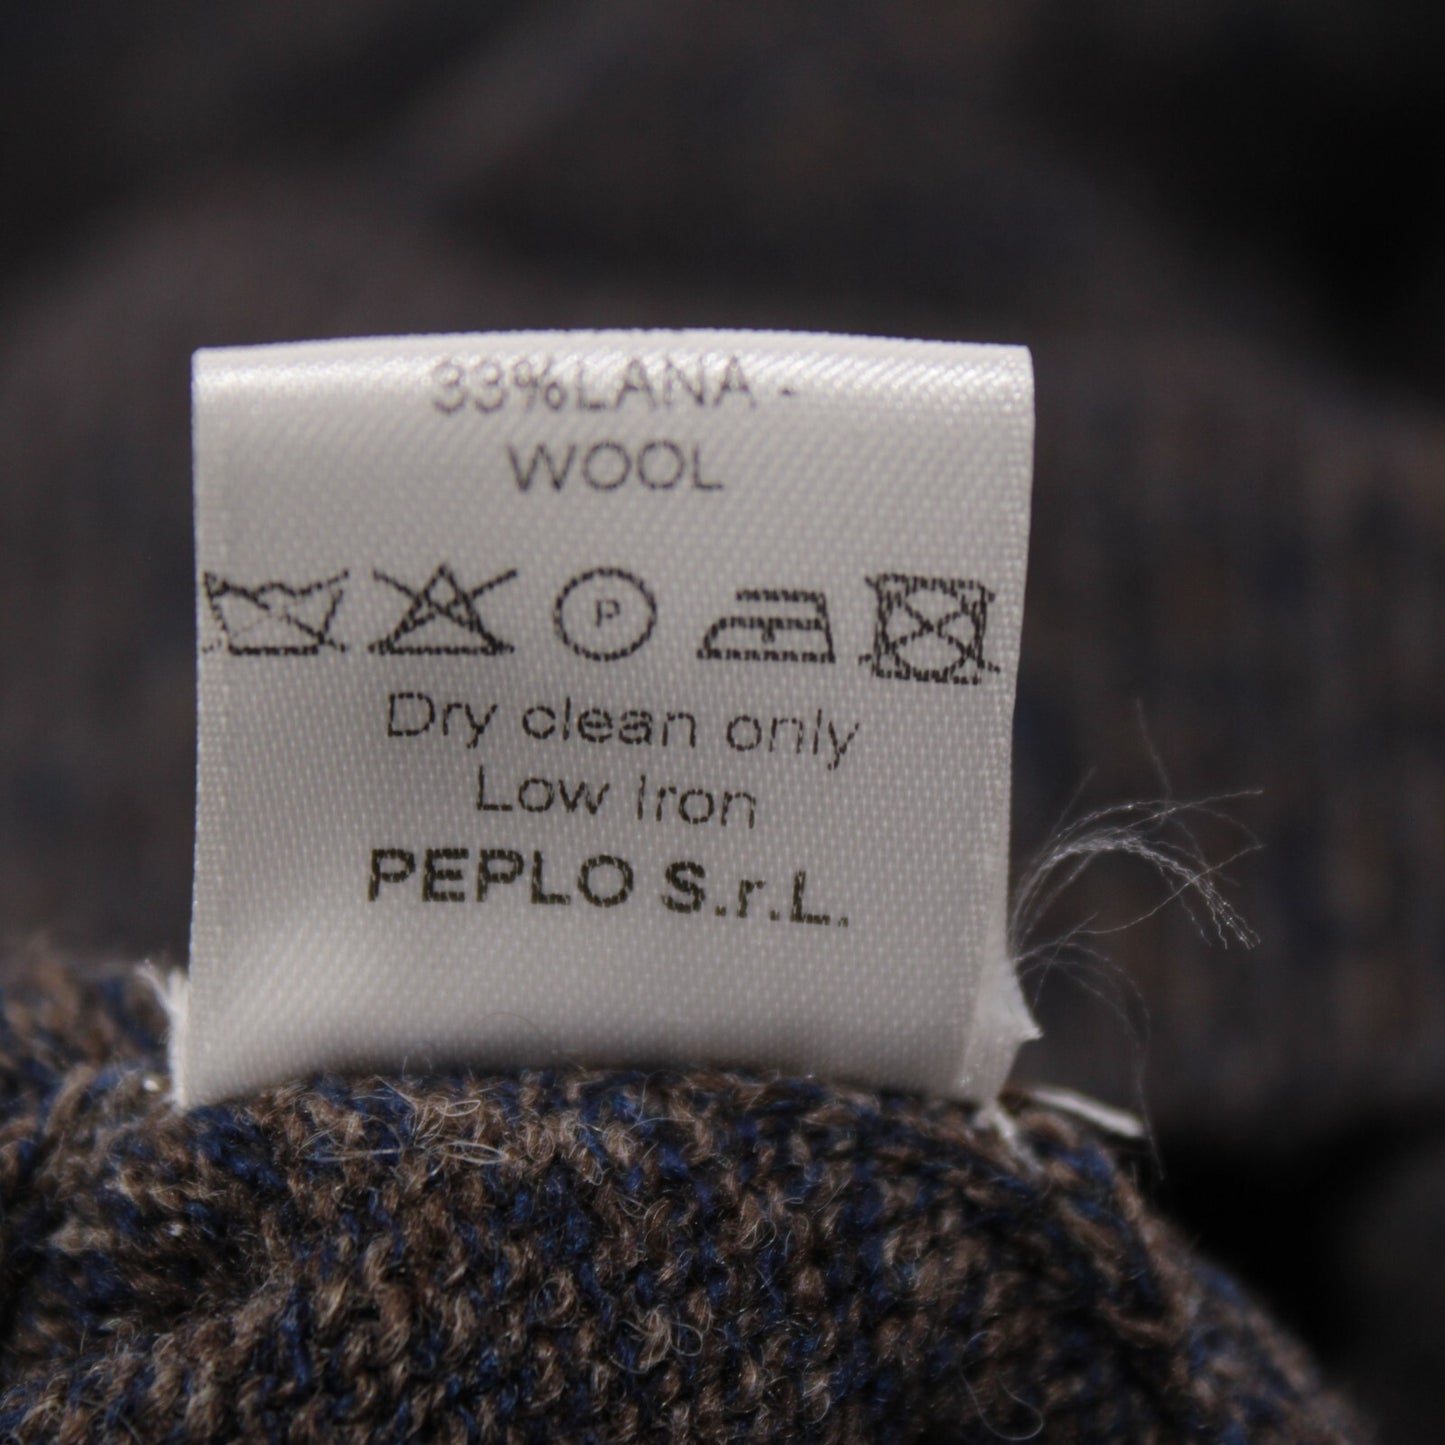 33%LANA -
WOOL
P
Dry clean only
Low Iron
PEPLO S.r.L.